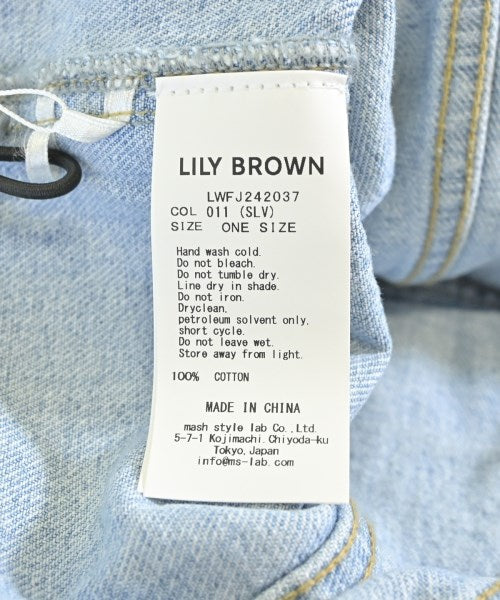 LILY BROWN
LWFJ242037
COL 011 (SLV)
SIZE ONE SIZE
Hand wash cold.
Do not bleach.
Do not tumble dry.
Line dry in shade.
Do not iron.
Dryclean,
petroleum solvent only,
short cycle.
Do not leave wet.
Store away from light.
100% COTTON
MADE IN CHINA
mash style lab Co.,Ltd.
5-7-1 Kojimachi, Chiyoda-ku
Tokyo, Japan
info@ms-lab.com